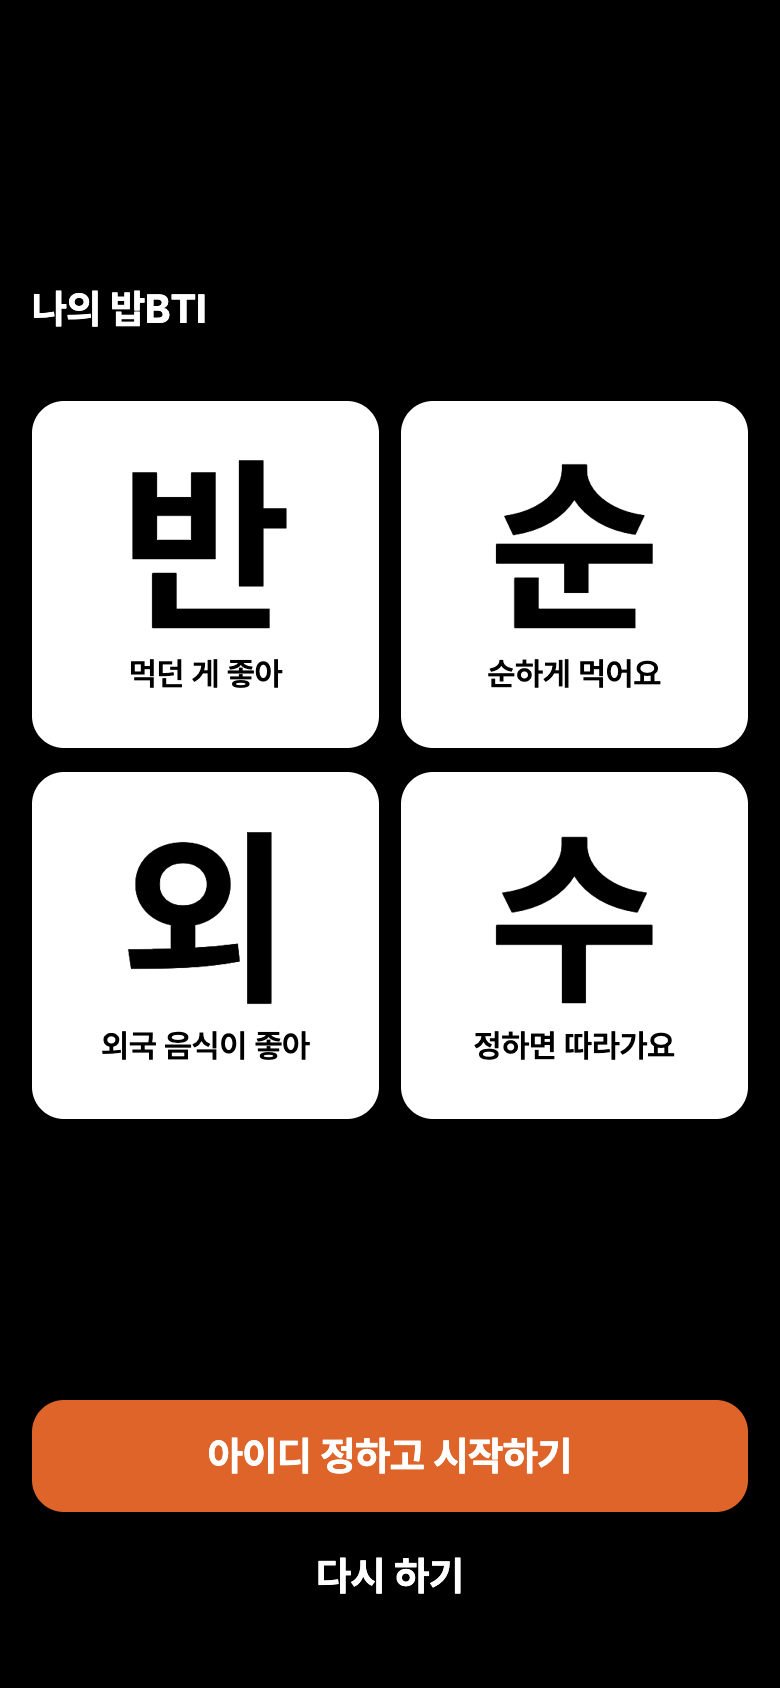 나의 밥BTI
반
순
먹던 게 좋아
순하게 먹어요
외
수
외국 음식이 좋아
정하면 따라가요
아이디 정하고 시작하기
다시 하기